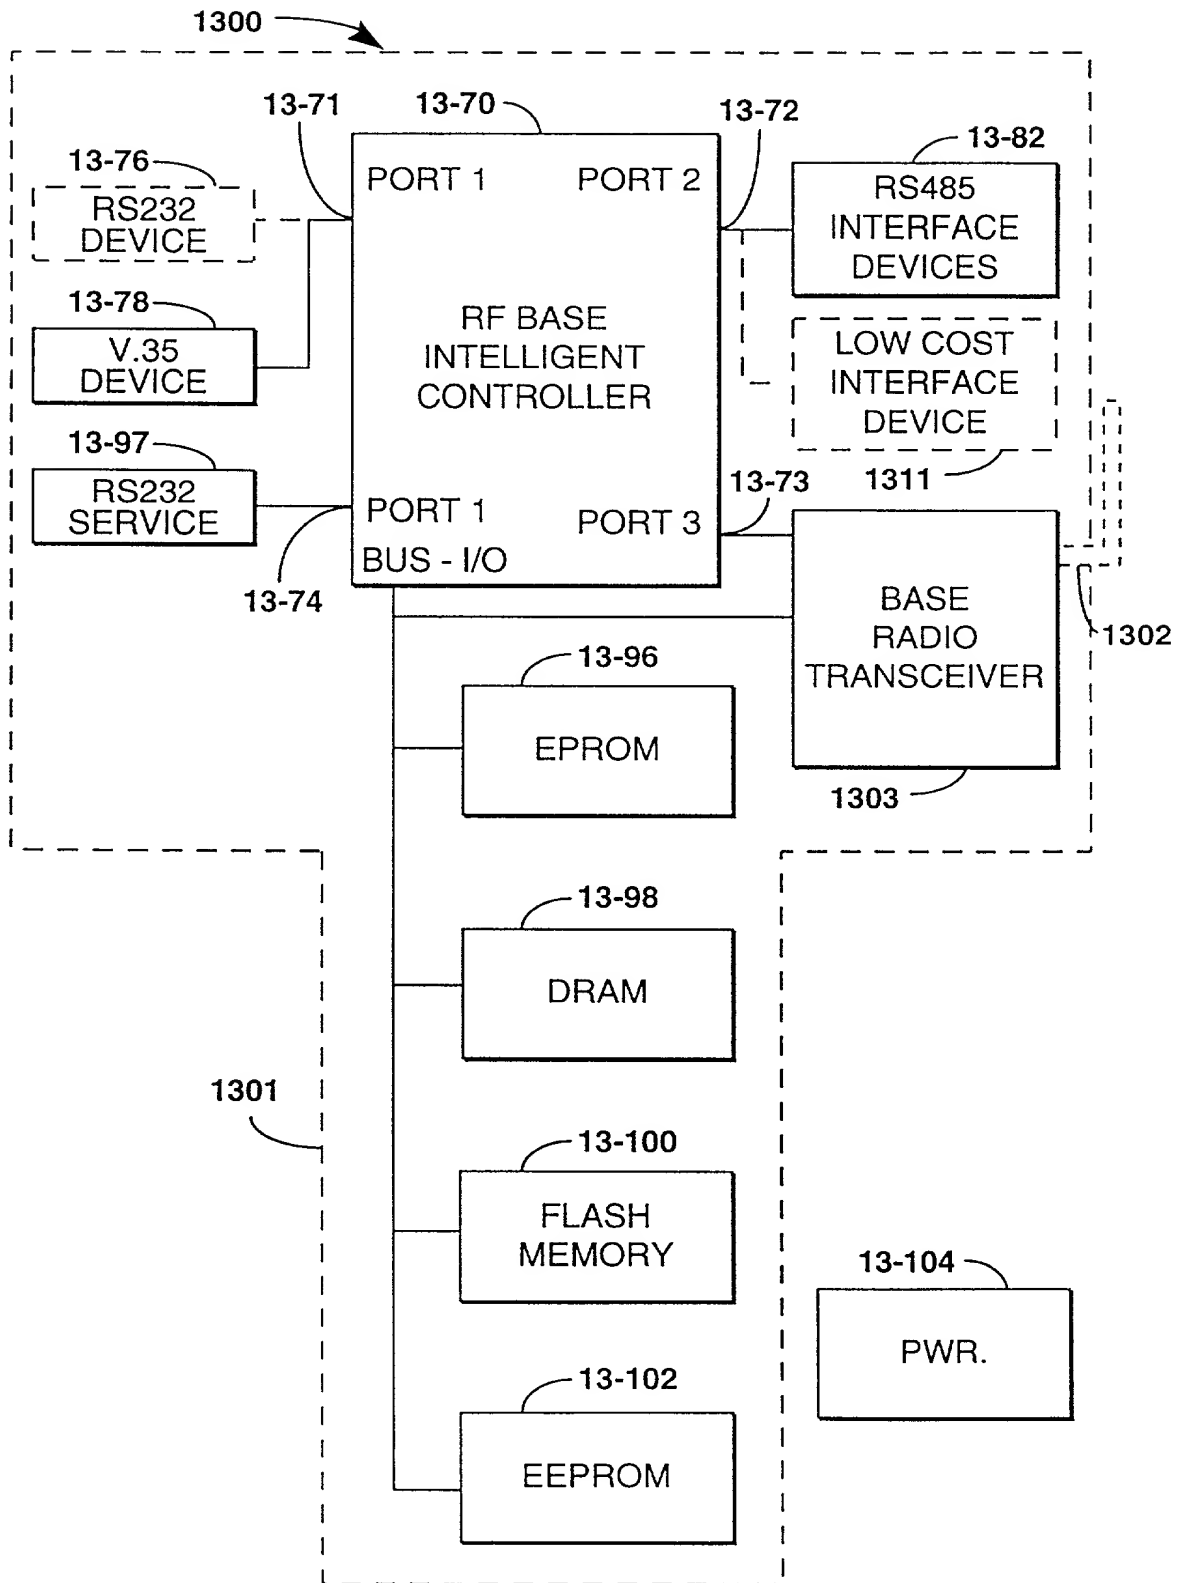 1300
13-71
13-70
13-72
13-76
13-82
RS232
DEVICE
PORT 1
PORT 2
RS485
INTERFACE
DEVICES
13-78
V.35
DEVICE
RF BASE
INTELLIGENT
CONTROLLER
LOW COST
INTERFACE
DEVICE
13-97
1311
RS232
SERVICE
PORT 1
BUS - I/O
PORT 3
13-73
13-74
BASE
RADIO
TRANSCEIVER
1302
13-96
EPROM
1303
13-98
DRAM
1301
13-100
FLASH
MEMORY
13-104
PWR.
13-102
EEPROM